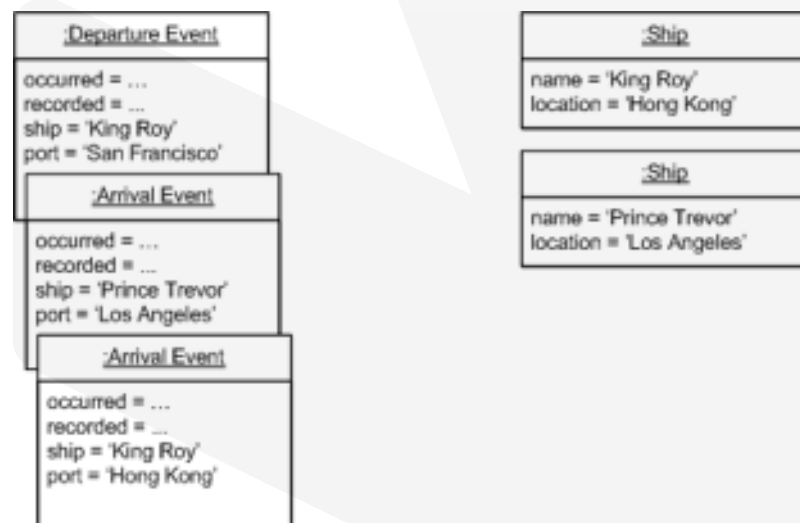 :Departure Event
occurred = ...
recorded = ...
ship = 'King Roy'
port = 'San Francisco'
:Arrival Event
occurred = ...
recorded = ...
ship = 'Prince Trevor'
port = 'Los Angeles'
:Arrival Event
occurred = ...
recorded = ...
ship = 'King Roy'
port = 'Hong Kong'
:Ship
name = 'King Roy'
location = 'Hong Kong'
:Ship
name = 'Prince Trevor'
location = 'Los Angeles'